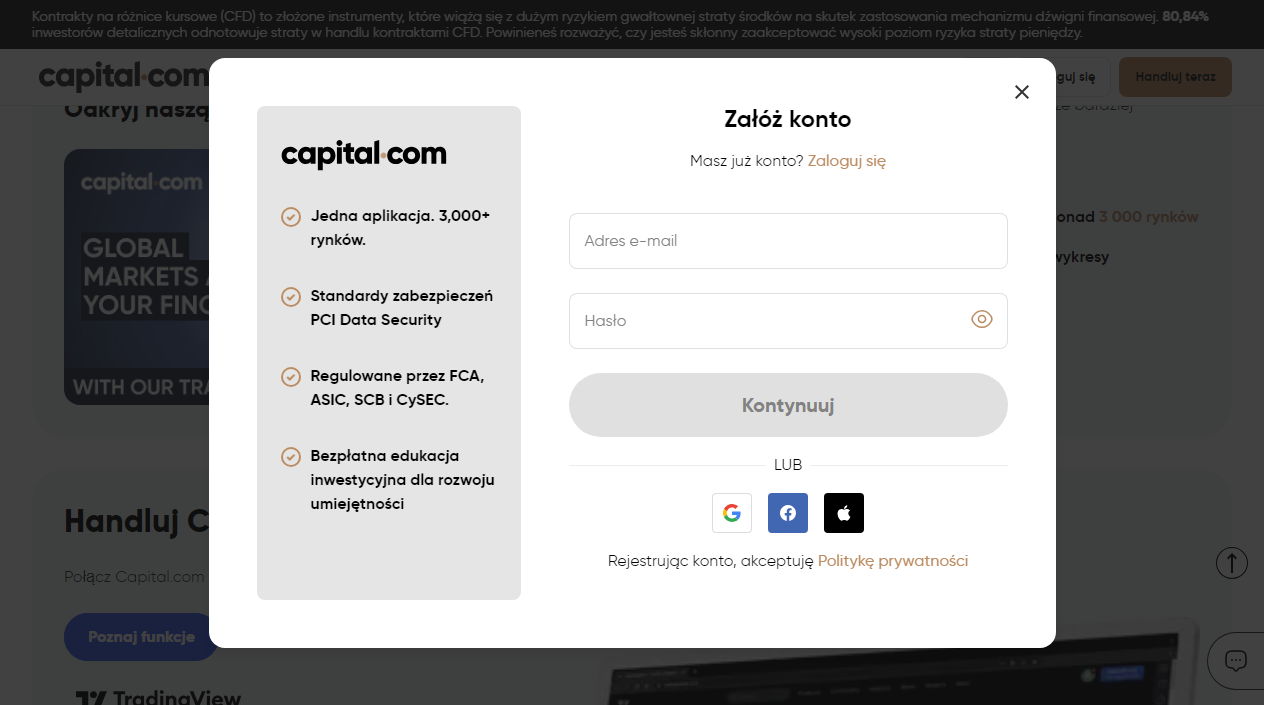 Kontrakty na różnice kursowe (CFD) to złożone instrumenty, które wiążą się z dużym ryzykiem gwałtownej straty środków na skutek zastosowania mechanizmu dźwigni finansowej. 80,84%
inwestorów detalicznych odnotowuje straty w handlu kontraktami CFD. Powinieneś rozważyć, czy jesteś skłonny zaakceptować wysoki poziom ryzyka straty pieniędzy.
capital.com
guj się
Handluj teraz
Odkryj naszą
bardziej
capital.com
GLOBAL
MARKETS
YOUR
WITH OUR
onad 3 000 rynków
wykresy
capital.com
Jedna aplikacja. 3,000+
rynków.
Standardy zabezpieczeń
PCI Data Security
Regulowane przez FCA,
ASIC, SCB i CySEC.
Bezpłatna edukacja
inwestycyjna dla rozwoju
umiejętności
Załóż konto
Masz już konto? Zaloguj się
Adres e-mail
Hasło
Kontynuuj
LUB
Rejestrując konto, akceptuję Politykę prywatności
Handluj C
Połącz Capital.com
Poznaj funkcje
TradingView